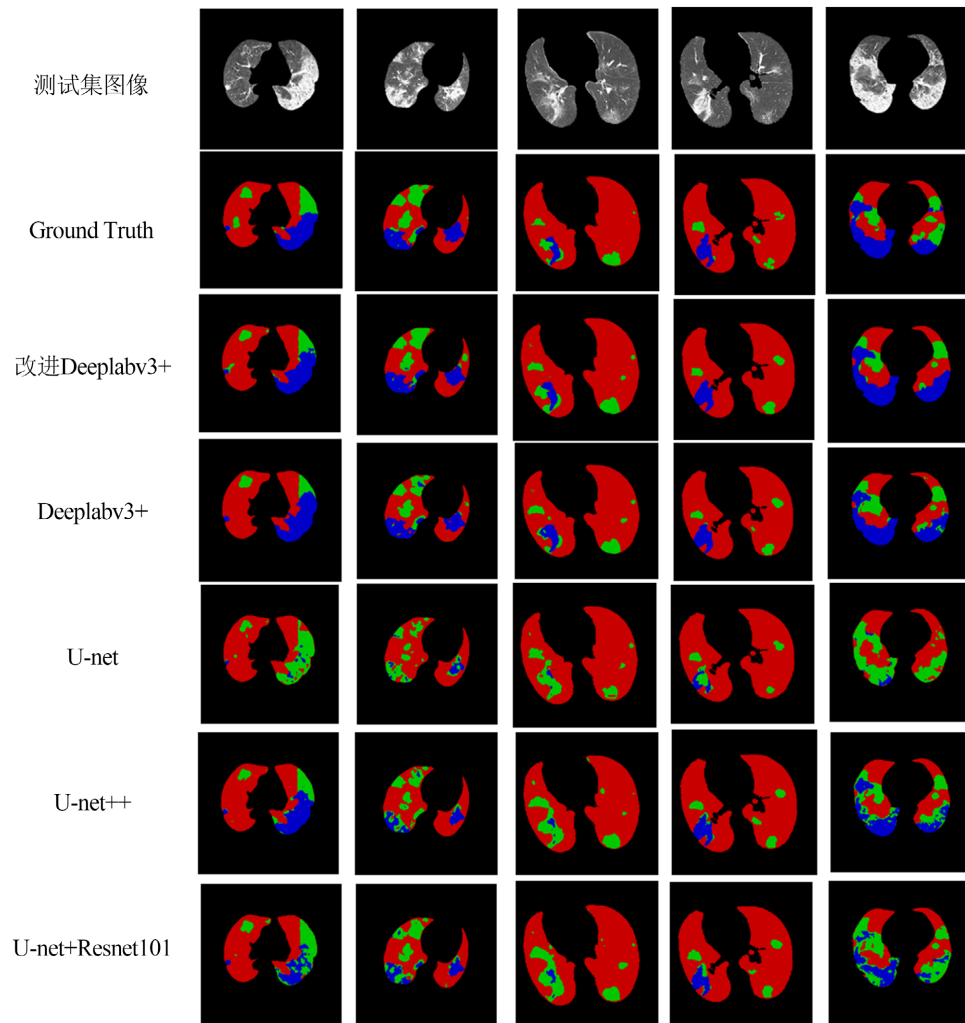 测试集图像
Ground Truth
改进Deeplabv3+
Deeplabv3+
U-net
U-net++
U-net+Resnet101